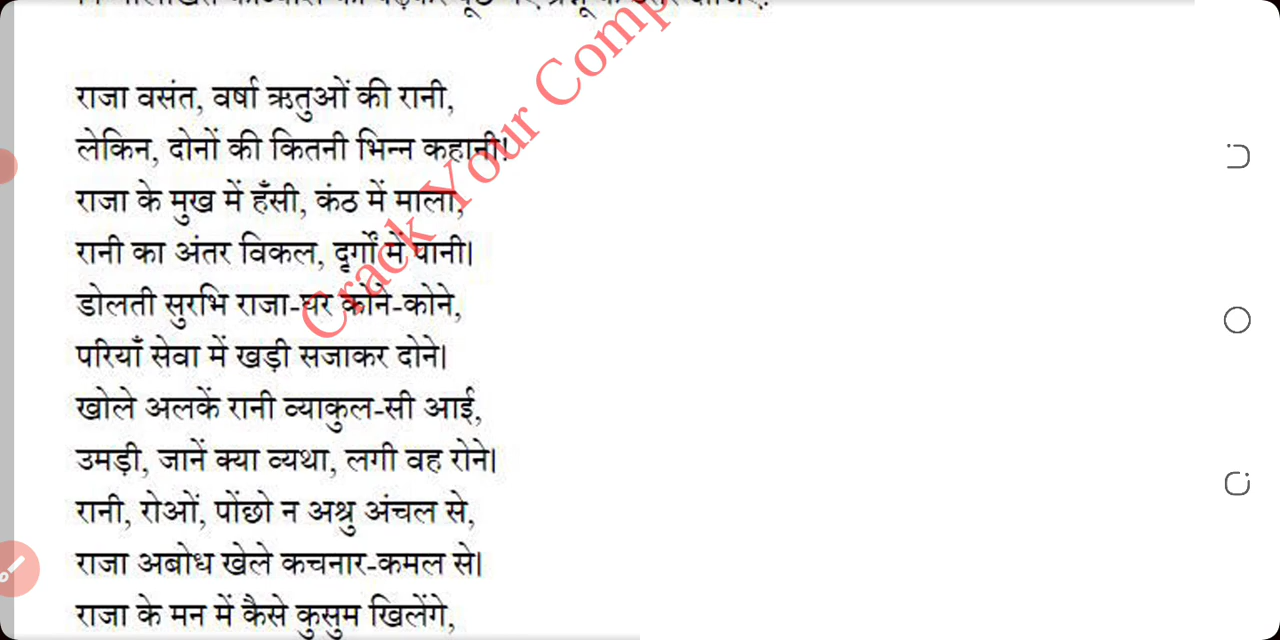 राजा वसंत, वर्षा ऋतुओं की रानी,
लेकिन, दोनों की कितनी भिन्न कहानी!
राजा के मुख में हँसी, कंठ में माला,
रानी का अंतर विकल, दृगों में पानी।
डोलती सुरभि राजा-घर कोने-कोने,
परियाँ सेवा में खड़ी सजाकर दोने।
खोले अलकें रानी व्याकुल-सी आई,
उमड़ी, जानें क्या व्यथा, लगी वह रोने।
रानी, रोओं, पोंछो न अश्रु अंचल से,
राजा अबोध खेले कचनार-कमल से।
राजा के मन में कैसे कुसुम खिलेंगे,
Crack Your Comp